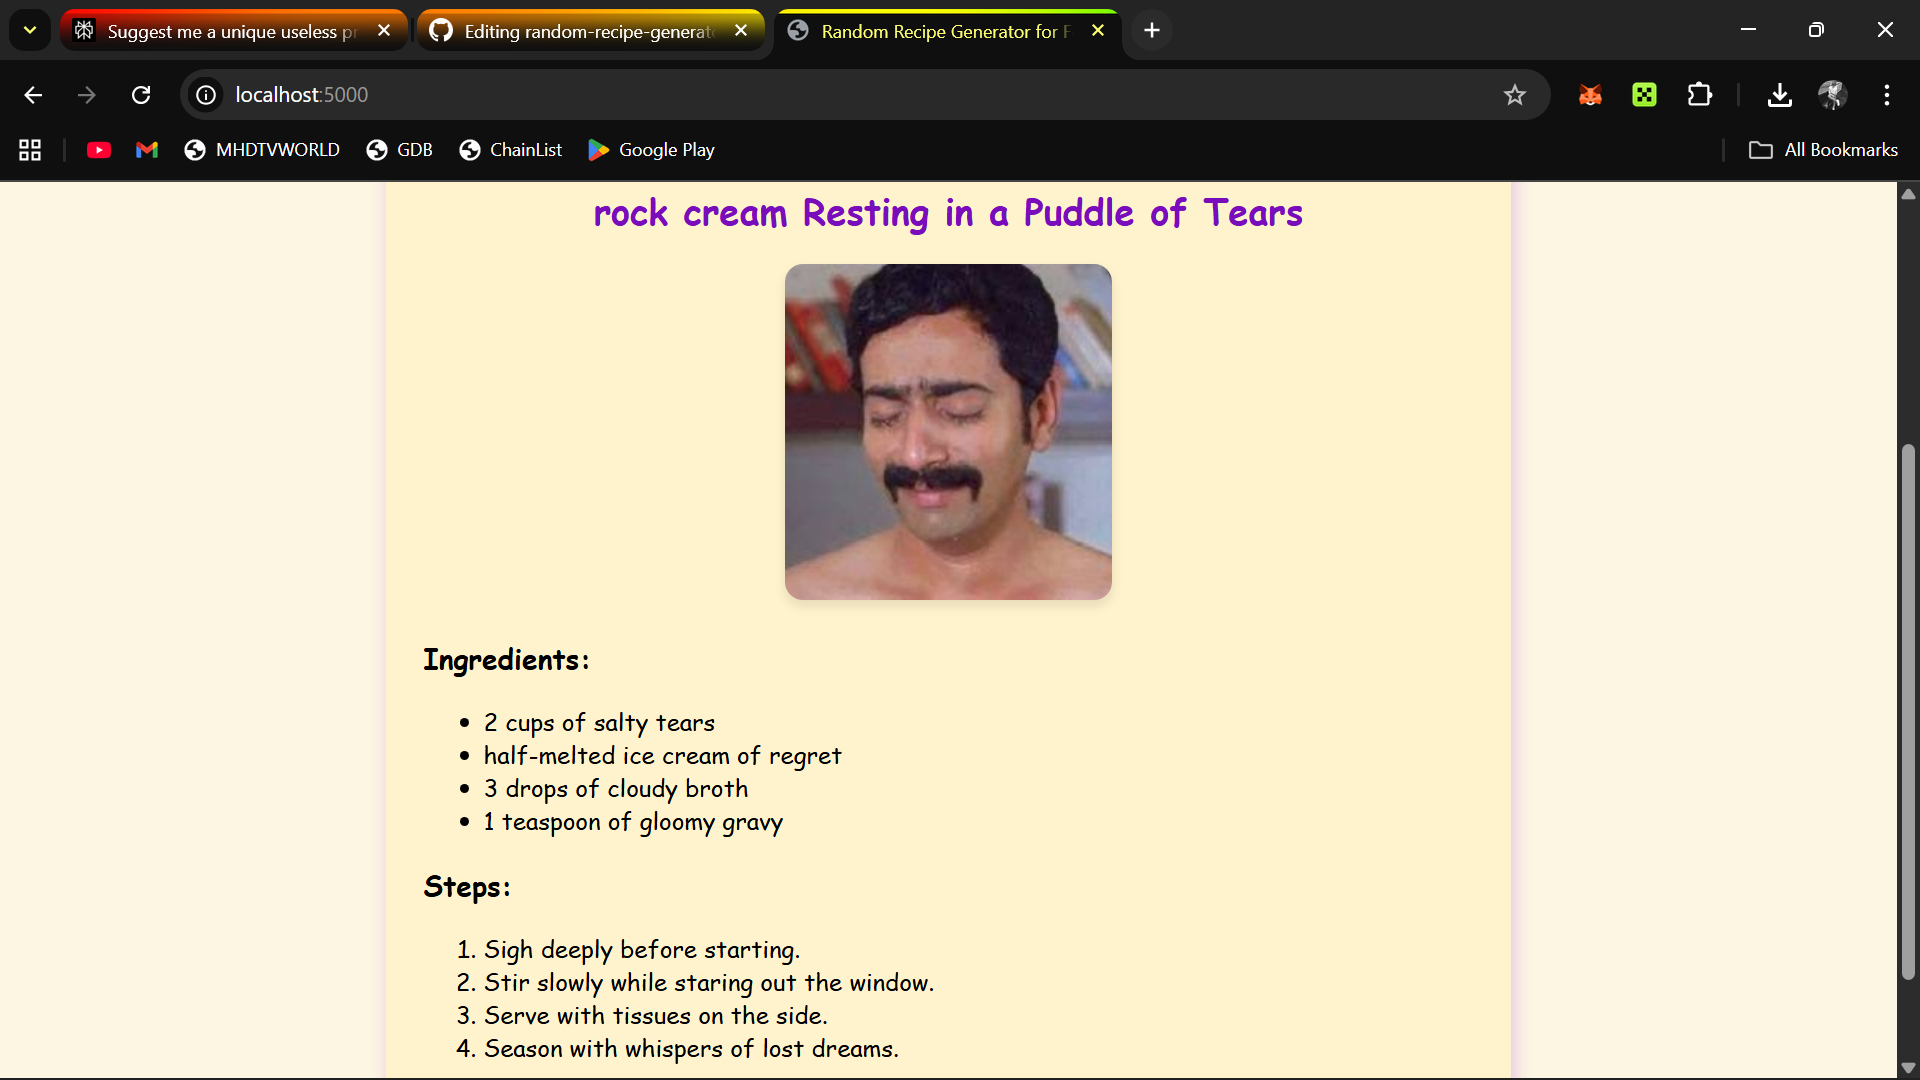 Suggest me a unique useless pr
Editing random-recipe-generat
Random Recipe Generator for F
localhost:5000
MHDTVWORLD
GDB
ChainList
Google Play
All Bookmarks
rock cream Resting in a Puddle of Tears
Ingredients:
2 cups of salty tears
half-melted ice cream of regret
3 drops of cloudy broth
1 teaspoon of gloomy gravy
Steps:
1. Sigh deeply before starting.
2. Stir slowly while staring out the window.
3. Serve with tissues on the side.
4. Season with whispers of lost dreams.